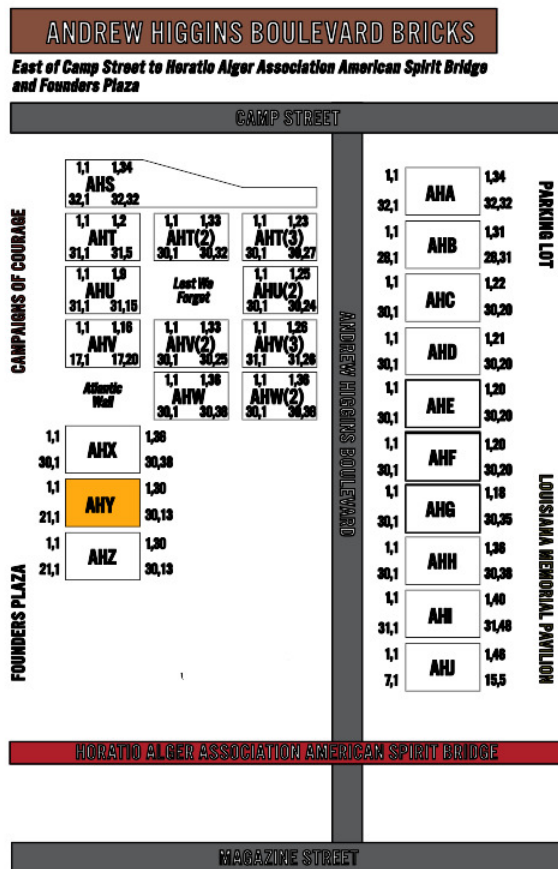 ANDREW HIGGINS BOULEVARD BRICKS
East of Camp Street to Horatio Alger Association American Spirit Bridge
and Founders Plaza
CAMP STREET
1,1 1,34
AHS
32,1 32,32
1,1 1,2
AHT
31,1 31,5
1,1 1,33
AHT(2)
30,1 30,32
1,1 1,23
AHT(3)
30,1 30,27
1,1 1,9
AHU
31,1 31,15
Lest We
Forget
1,1 1,25
AHU(2)
30,1 30,24
1,1 1,16
AHV
17,1 17,20
1,1 1,33
AHV(2)
30,1 30,25
1,1 1,26
AHV(3)
31,1 31,26
Atlantic
Wall
1,1 1,36
AHW
30,1 30,38
1,1 1,36
AHW(2)
30,1 36,36
1,1 1,36
AHX
30,1 30,38
1,1 1,30
AHY
21,1 30,13
1,1 1,30
AHZ
21,1 30,13
CAMPAIGNS OF COURAGE
FOUNDERS PLAZA
ANDREW HIGGINS BOULEVARD
1,1 1,34
AHA
32,1 32,32
1,1 1,31
AHB
28,1 28,31
1,1 1,22
AHC
30,1 30,20
1,1 1,21
AHD
30,1 30,20
1,1 1,20
AHE
30,1 30,20
1,1 1,20
AHF
30,1 30,20
1,1 1,18
AHG
30,1 30,35
1,1 1,36
AHH
30,1 30,38
1,1 1,40
AHI
31,1 31,48
1,1 1,46
AHJ
7,1 15,5
PARKING LOT
LOUISIANA MEMORIAL PAVILION
HORATIO ALGER ASSOCIATION AMERICAN SPIRIT BRIDGE
MAGAZINE STREET